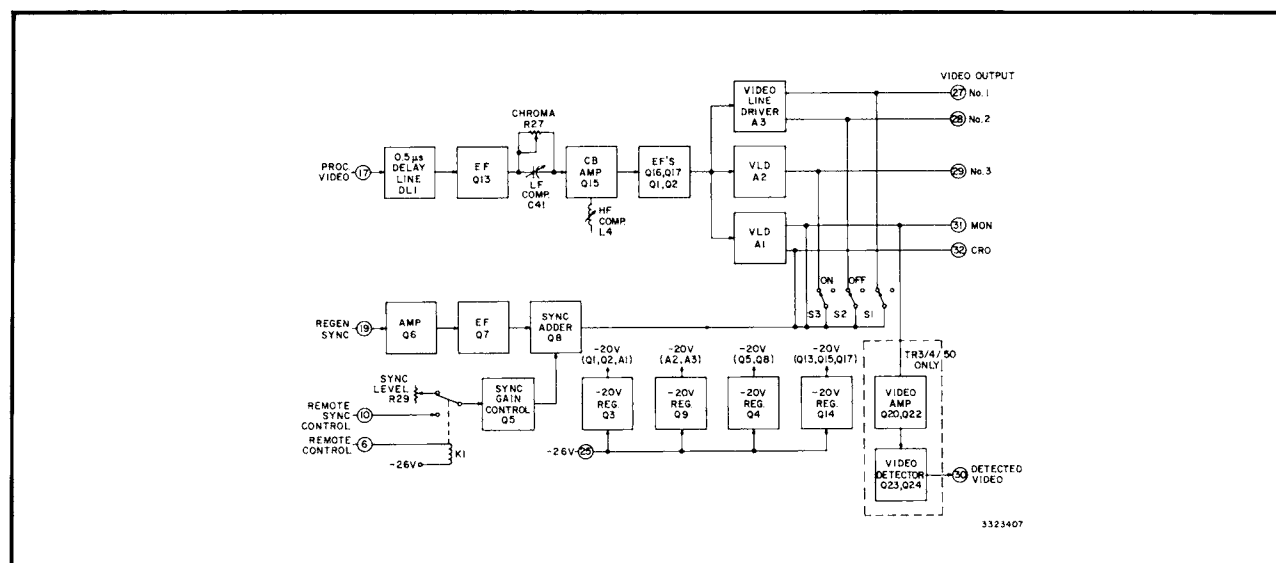 VIDEO OUTPUT
27 No. 1
28 No. 2
29 No. 3
31 MON
32 CRO
VIDEO
LINE
DRIVER
A3
VLD
A2
VLD
A1
CHROMA
R27
PROC.
VIDEO
17
0.5μs
DELAY
LINE
DL1
EF
Q13
LF
COMP.
C41
CB
AMP
Q15
HF
COMP.
L4
EF'S
Q16,Q17
Q1,Q2
ON
OFF
S3
S2
S1
REGEN
SYNC
19
AMP
Q6
EF
Q7
SYNC
ADDER
Q8
SYNC
LEVEL
R29
REMOTE
SYNC
CONTROL
10
REMOTE
CONTROL
6
-26V
K1
SYNC
GAIN
CONTROL
Q5
-20V
(Q1,Q2,A1)
-20V
(A2,A3)
-20V
(Q5,Q8)
-20V
(Q13,Q15,Q17)
-20V
REG.
Q3
-20V
REG.
Q9
-20V
REG.
Q4
-20V
REG.
Q14
-26V 25
TR3/4/50
ONLY
VIDEO
AMP
Q20,Q22
VIDEO
DETECTOR
Q23,Q24
30 DETECTED
VIDEO
3323407